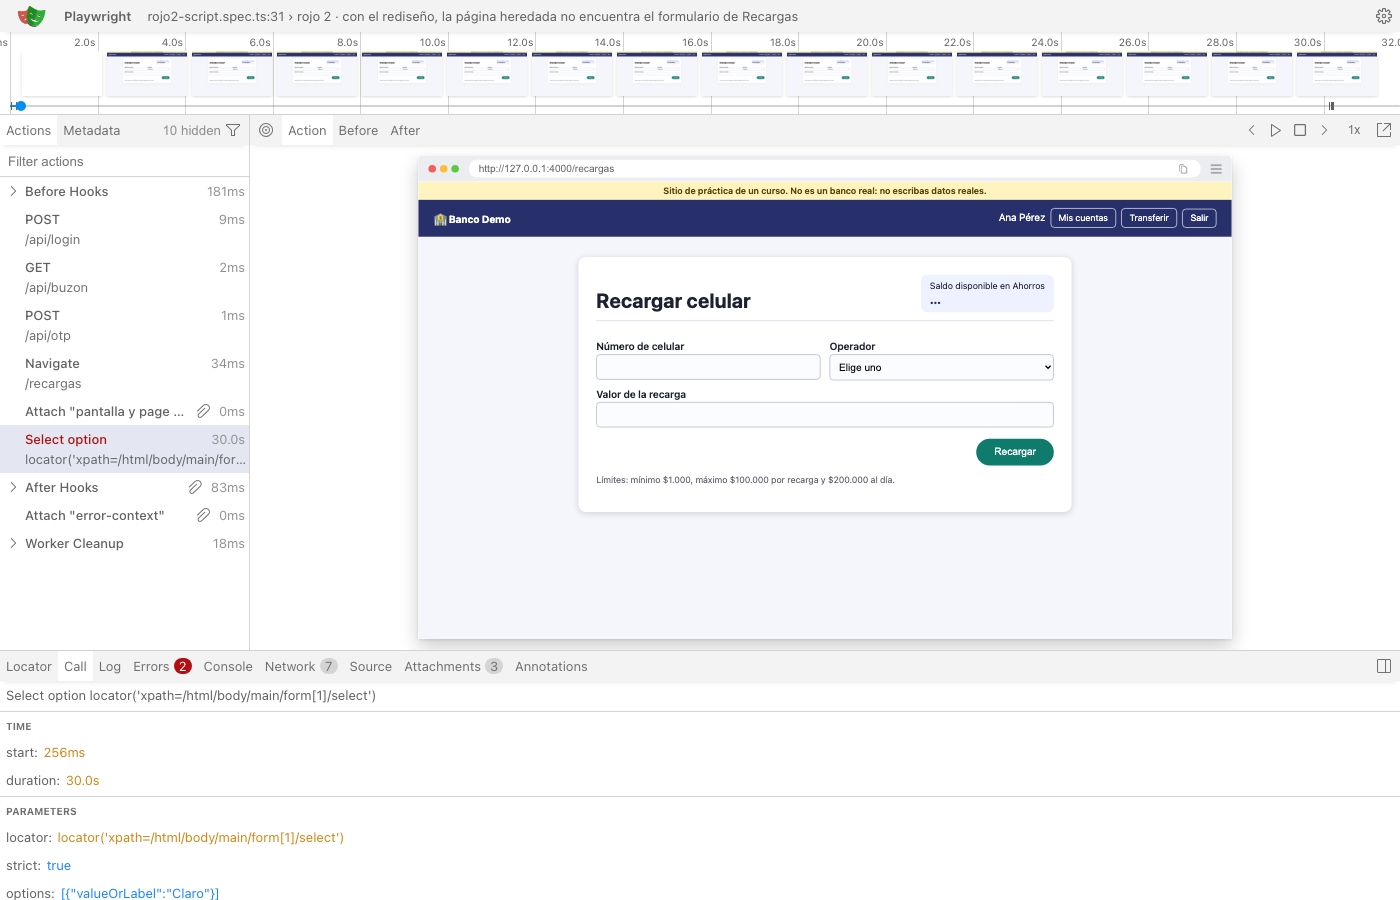 Playwright rojo2-script.spec.ts:31 › rojo 2 · con el rediseño, la página heredada no encuentra el formulario de Recargas
ns 2.0s 4.0s 6.0s 8.0s 10.0s 12.0s 14.0s 16.0s 18.0s 20.0s 22.0s 24.0s 26.0s 28.0s 30.0s 32.0
Actions Metadata 10 hidden
Action Before After 1x
Filter actions
Before Hooks 181ms
POST 9ms
/api/login
GET 2ms
/api/buzon
POST 1ms
/api/otp
Navigate 34ms
/recargas
Attach "pantalla y page ... 0ms
Select option 30.0s
locator('xpath=/html/body/main/for...
After Hooks 83ms
Attach "error-context" 0ms
Worker Cleanup 18ms
http://127.0.0.1:4000/recargas
Sitio de práctica de un curso. No es un banco real: no escribas datos reales.
Banco Demo Ana Pérez Mis cuentas Transferir Salir
Recargar celular
Saldo disponible en Ahorros
...
Número de celular Operador
Elige uno
Valor de la recarga
Recargar
Límites: mínimo $1.000, máximo $100.000 por recarga y $200.000 al día.
Locator Call Log Errors 2 Console Network 7 Source Attachments 3 Annotations
Select option locator('xpath=/html/body/main/form[1]/select')
TIME
start: 256ms
duration: 30.0s
PARAMETERS
locator: locator('xpath=/html/body/main/form[1]/select')
strict: true
options: [{"valueOrLabel":"Claro"}]